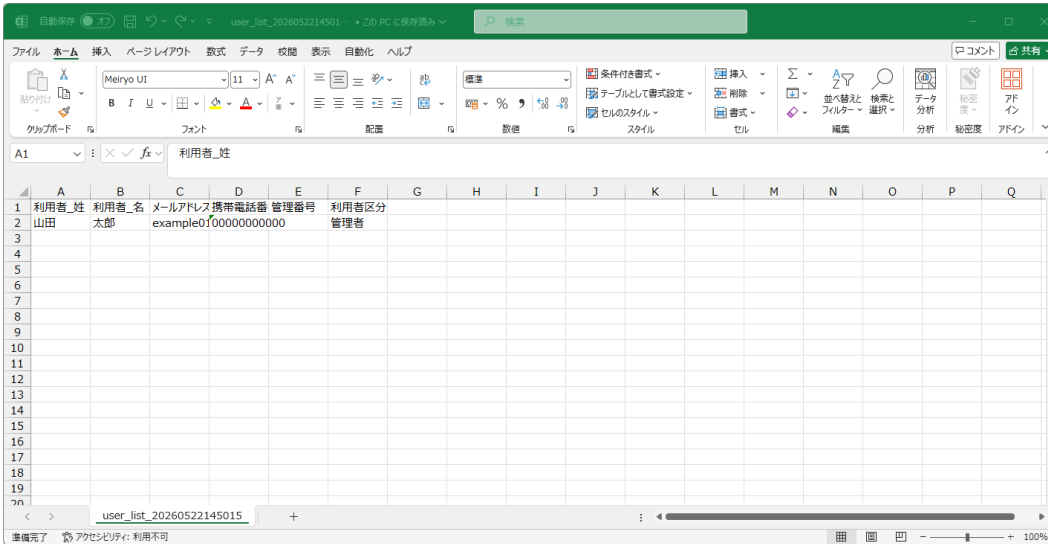 自動保存 オフ user_list_2026052214501… • この PC に保存済み 検索
ファイル ホーム 挿入 ページ レイアウト 数式 データ 校閲 表示 自動化 ヘルプ コメント 共有
貼り付け Meiryo UI 11 標準 条件付き書式 テーブルとして書式設定 セルのスタイル 挿入 削除 書式 並べ替えと フィルター 検索と 選択 データ 分析 秘密 度 アド イン
クリップボード フォント 配置 数値 スタイル セル 編集 分析 秘密度 アドイン
A1 fx 利用者_姓
A B C D E F G H I J K L M N O P Q
1 利用者_姓 利用者_名 メールアドレス 携帯電話番 管理番号 利用者区分
2 山田 太郎 example01 00000000000 管理者
3
4
5
6
7
8
9
10
11
12
13
14
15
16
17
18
19
20
user_list_20260522145015 +
準備完了 アクセシビリティ: 利用不可 100%